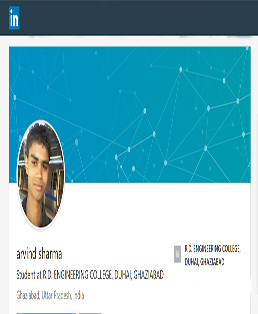 in
arvind sharma
Student at R.D. ENGINEERING COLLEGE, DUHAI, GHAZIABAD
Ghaziabad, Uttar Pradesh, India
R.D. ENGINEERING COLLEGE,
DUHAI, GHAZIABAD